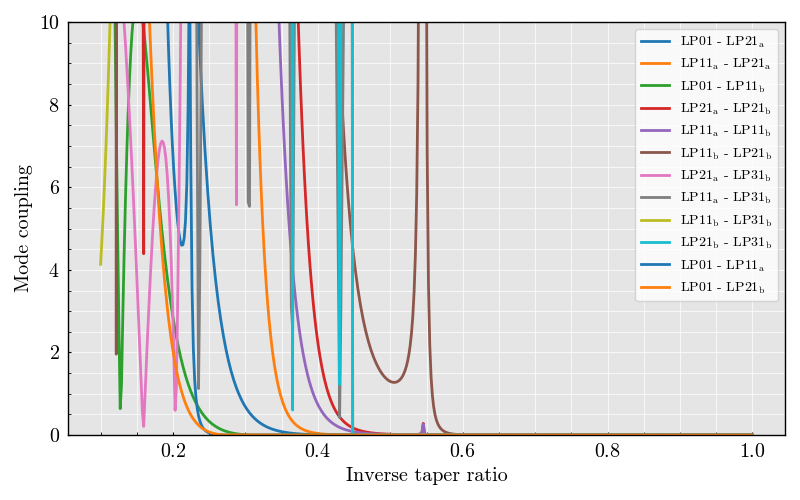 10
8
6
4
2
0
Mode coupling
0.2
0.4
0.6
0.8
1.0
Inverse taper ratio
LP01 - LP21a
LP11a - LP21a
LP01 - LP11b
LP21a - LP21b
LP11a - LP11b
LP11b - LP21b
LP21a - LP31b
LP11a - LP31b
LP11b - LP31b
LP21b - LP31b
LP01 - LP11a
LP01 - LP21b